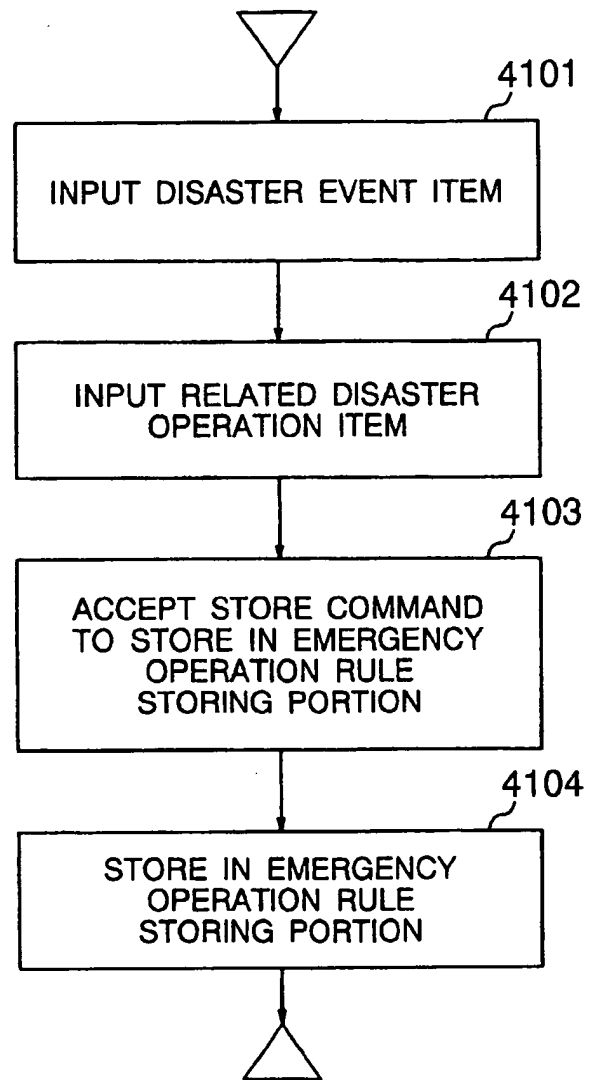 4101
INPUT DISASTER EVENT ITEM
4102
INPUT RELATED DISASTER
OPERATION ITEM
4103
ACCEPT STORE COMMAND
TO STORE IN EMERGENCY
OPERATION RULE
STORING PORTION
4104
STORE IN EMERGENCY
OPERATION RULE
STORING PORTION